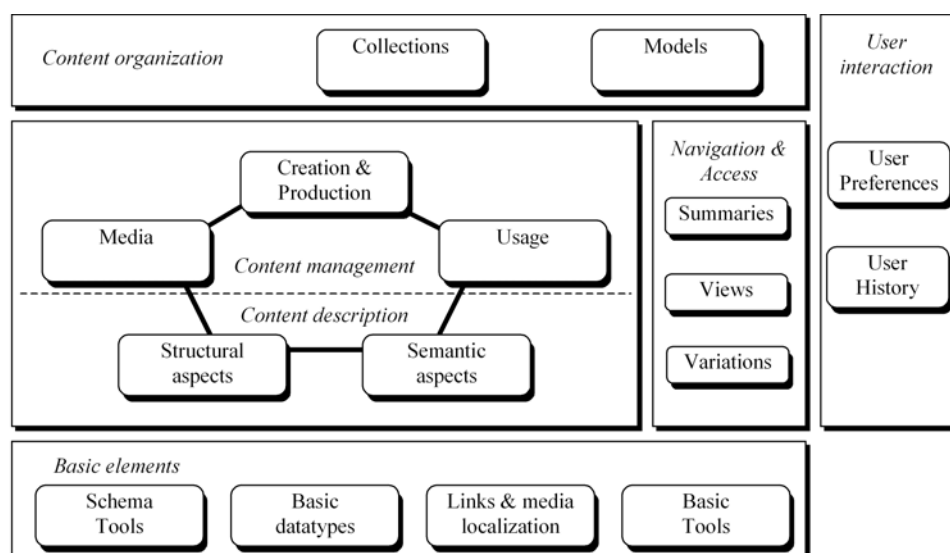 Content organization
Collections
Models
User
interaction
Creation &
Production
Media
Usage
Content management
Content description
Structural
aspects
Semantic
aspects
Navigation &
Access
Summaries
Views
Variations
User
Preferences
User
History
Basic elements
Schema
Tools
Basic
datatypes
Links & media
localization
Basic
Tools